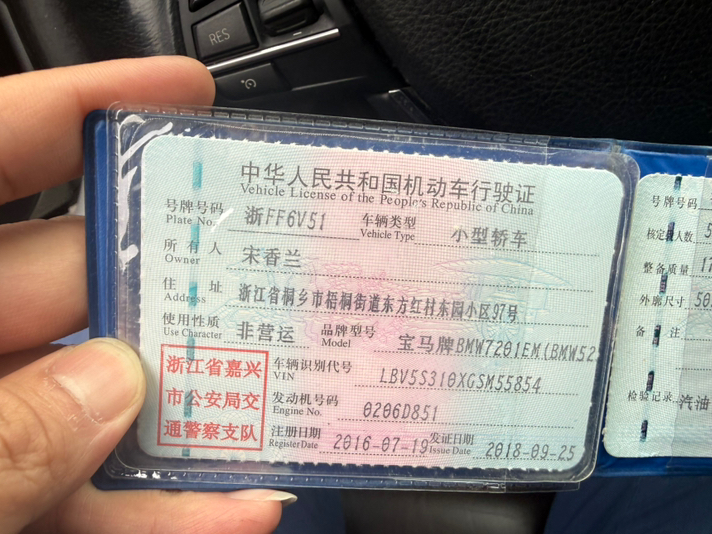 RES
中华人民共和国机动车行驶证
Vehicle License of the People's Republic of China
号牌号码 浙FF6V51 车辆类型 小型轿车
Plate No. Vehicle Type
所有人 宋香兰
Owner
住址 浙江省桐乡市梧桐街道东方红村东园小区97号
Address
使用性质 非营运 品牌型号 宝马牌BMW7201EM(BMW52
Use Character Model
浙江省嘉兴
市公安局交
通警察支队
车辆识别代号 LBV5S310XGSM55854
VIN
发动机号码 0206D851
Engine No.
注册日期 2016-07-19 发证日期 2018-09-25
Register Date Issue Date
号牌号码
核定载人数 5
整备质量 17
外廓尺寸 50
备注
检验记录 汽油